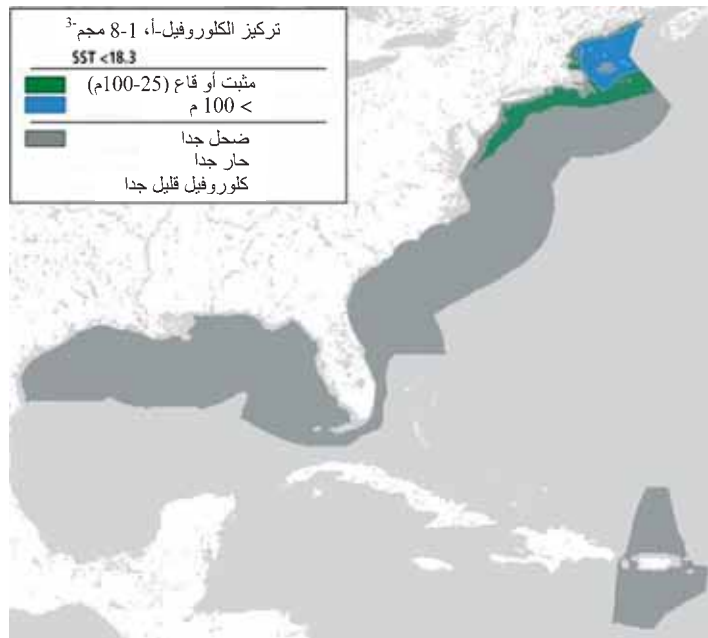 تركيز الكلوروفيل-أ، 1-8 مجم-3
SST <18.3
مثبت أو قاع (25-100م)
> 100 م
ضحل جدا
حار جدا
كلوروفيل قليل جدا